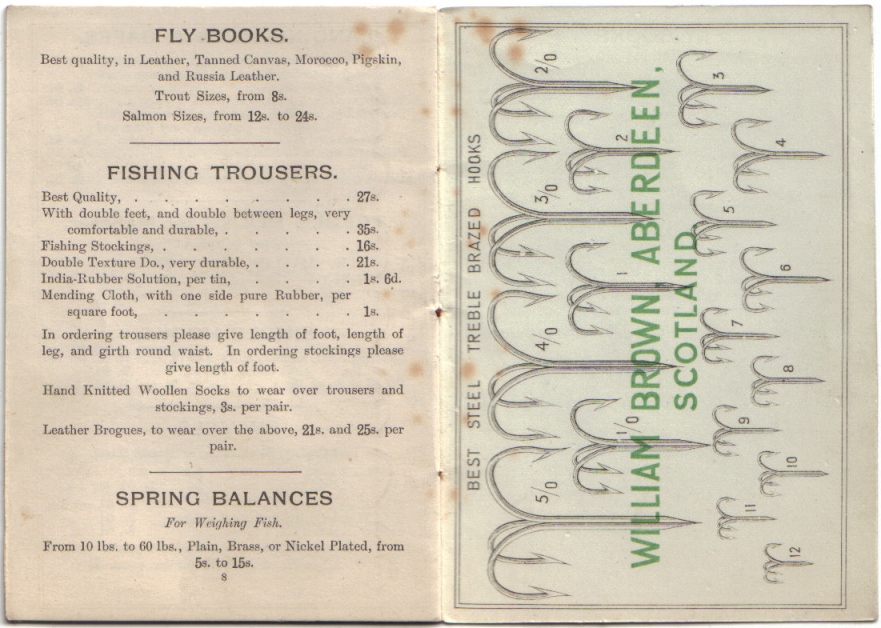 FLY BOOKS.
Best quality, in Leather, Tanned Canvas, Morocco, Pigskin,
and Russia Leather.
Trout Sizes, from 8s.
Salmon Sizes, from 12s. to 24s.
FISHING TROUSERS.
Best Quality, . . . . . . . . 27s.
With double feet, and double between legs, very
comfortable and durable, . . . . . 35s.
Fishing Stockings, . . . . . . . 16s.
Double Texture Do., very durable, . . . . 21s.
India-Rubber Solution, per tin, . . . . 1s. 6d.
Mending Cloth, with one side pure Rubber, per
square foot, . . . . . . . 1s.
In ordering trousers please give length of foot, length of
leg, and girth round waist. In ordering stockings please
give length of foot.
Hand Knitted Woollen Socks to wear over trousers and
stockings, 3s. per pair.
Leather Brogues, to wear over the above, 21s. and 25s. per
pair.
SPRING BALANCES
For Weighing Fish.
From 10 lbs. to 60 lbs., Plain, Brass, or Nickel Plated, from
5s. to 15s.
8
BEST STEEL TREBLE BRAZED HOOKS
5/0 4/0 3/0 2/0
1/0 1 2
WILLIAM BROWN, ABERDEEN,
SCOTLAND
11 9 7 5 3
12 10 8 6 4